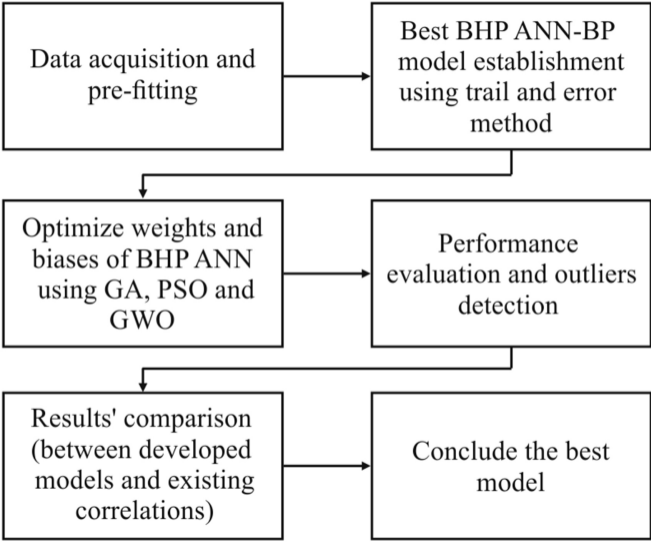 Data acquisition and
pre-fitting
Best BHP ANN-BP
model establishment
using trail and error
method
Optimize weights and
biases of BHP ANN
using GA, PSO and
GWO
Performance
evaluation and outliers
detection
Results' comparison
(between developed
models and existing
correlations)
Conclude the best
model